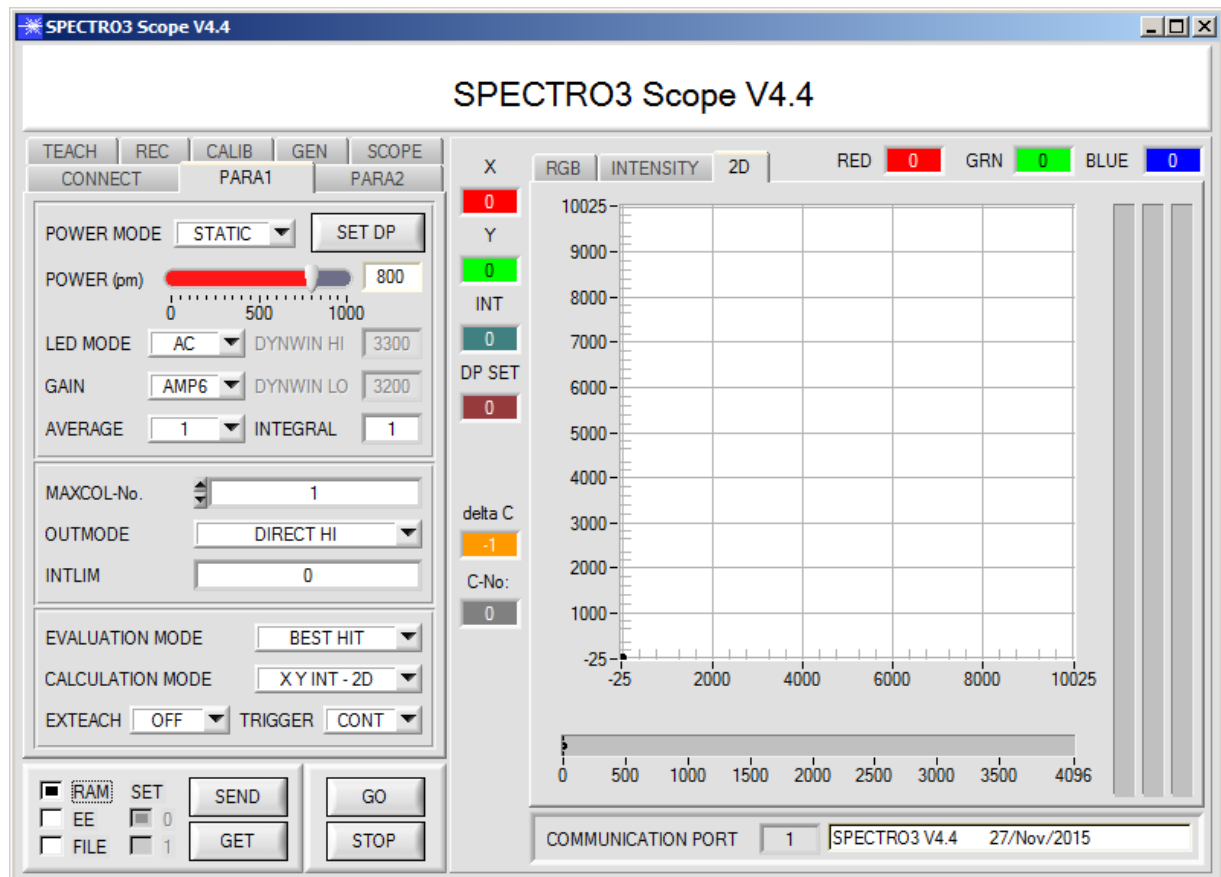 SPECTRO3 Scope V4.4
SPECTRO3 Scope V4.4
TEACH REC CALIB GEN SCOPE
CONNECT PARA1 PARA2
POWER MODE STATIC SET DP
POWER (pm) 800
0 500 1000
LED MODE AC DYNWIN HI 3300
GAIN AMP6 DYNWIN LO 3200
AVERAGE 1 INTEGRAL 1
MAXCOL-No. 1
OUTMODE DIRECT HI
INTLIM 0
EVALUATION MODE BEST HIT
CALCULATION MODE X Y INT - 2D
EXTEACH OFF TRIGGER CONT
RAM SET SEND GO
EE 0
FILE 1 GET STOP
X
0
Y
0
INT
0
DP SET
0
delta C
-1
C-No:
0
RGB INTENSITY 2D RED 0 GRN 0 BLUE 0
10025
9000
8000
7000
6000
5000
4000
3000
2000
1000
-25
-25 2000 4000 6000 8000 10025
0 500 1000 1500 2000 2500 3000 3500 4096
COMMUNICATION PORT 1 SPECTRO3 V4.4 27/Nov/2015